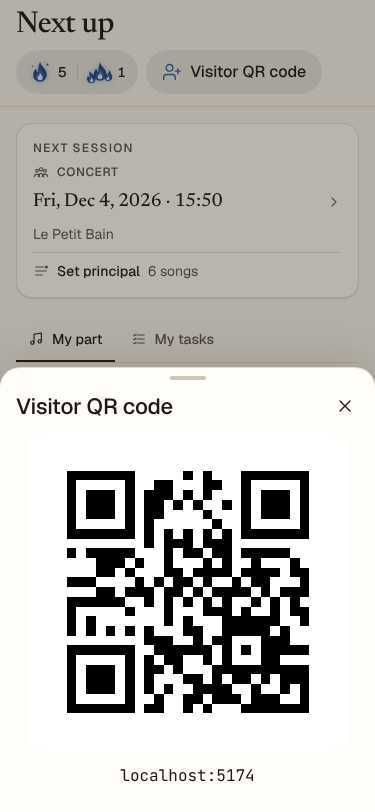 Next up
5 1 Visitor QR code
NEXT SESSION
CONCERT
Fri, Dec 4, 2026 · 15:50
Le Petit Bain
Set principal 6 songs
My part My tasks
Visitor QR code
localhost:5174